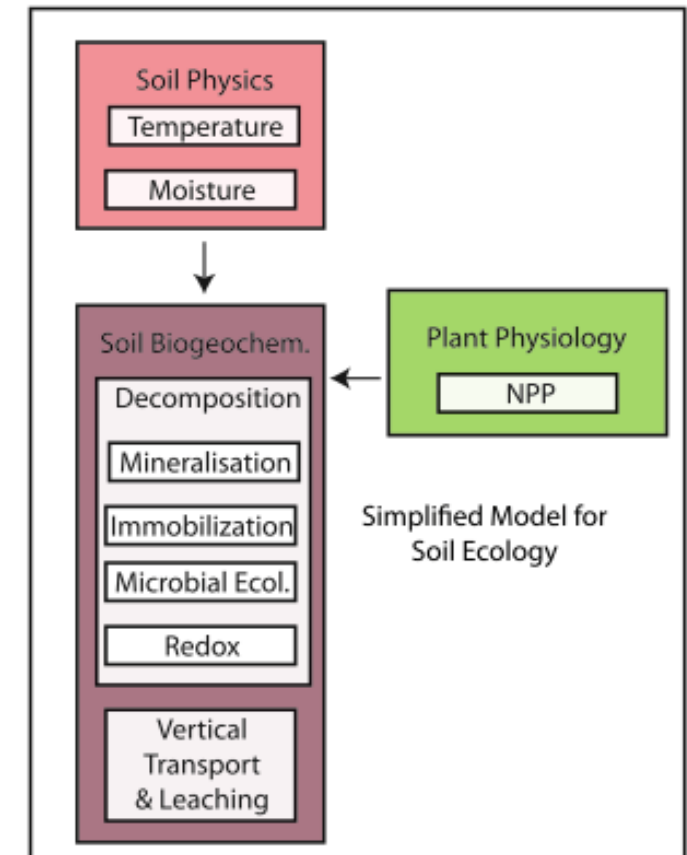 Soil Physics
Temperature
Moisture
Soil Biogeochem.
Decomposition
Mineralisation
Immobilization
Microbial Ecol.
Redox
Vertical
Transport
& Leaching
Plant Physiology
NPP
Simplified Model for
Soil Ecology